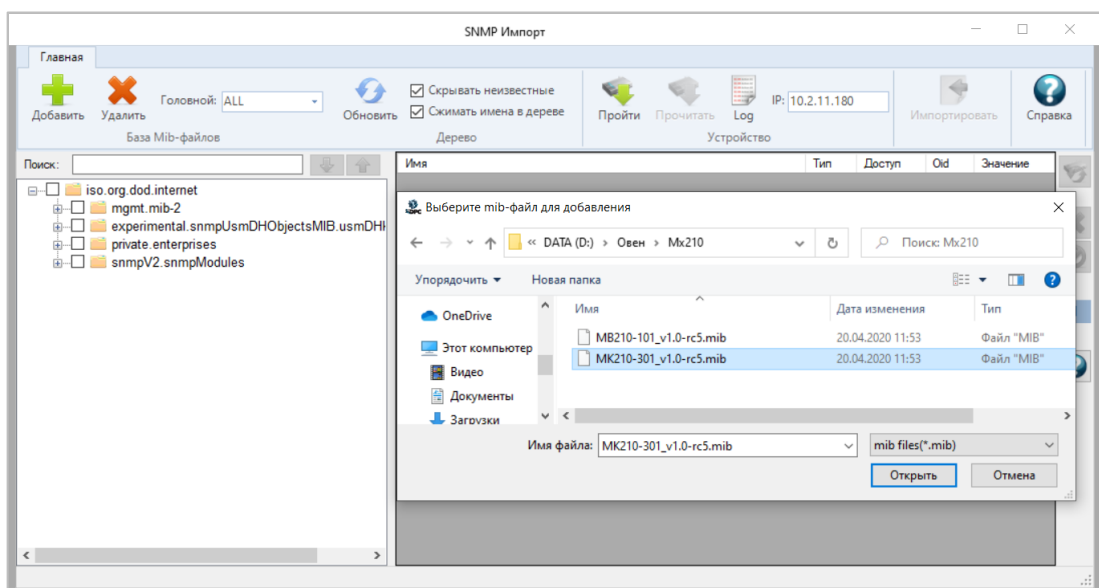 SNMP Импорт
Главная
Добавить
Удалить
Головной: ALL
Обновить
Скрывать неизвестные
Сжимать имена в дереве
Пройти
Прочитать
Log
IP: 10.2.11.180
Импортировать
Справка
База Mib-файлов
Дерево
Устройство
Поиск:
Имя Тип Доступ Oid Значение
iso.org.dod.internet
mgmt.mib-2
experimental.snmpUsmDHObjectsMIB.usmDHK
private.enterprises
snmpV2.snmpModules
Выберите mib-файл для добавления
« DATA (D:) › Овен › Mx210
Поиск: Mx210
Упорядочить Новая папка
Имя Дата изменения Тип
OneDrive
Этот компьютер
Видео
Документы
Загрузки
MB210-101_v1.0-rc5.mib 20.04.2020 11:53 Файл "MIB"
MK210-301_v1.0-rc5.mib 20.04.2020 11:53 Файл "MIB"
Имя файла: MK210-301_v1.0-rc5.mib mib files(*.mib)
Открыть Отмена